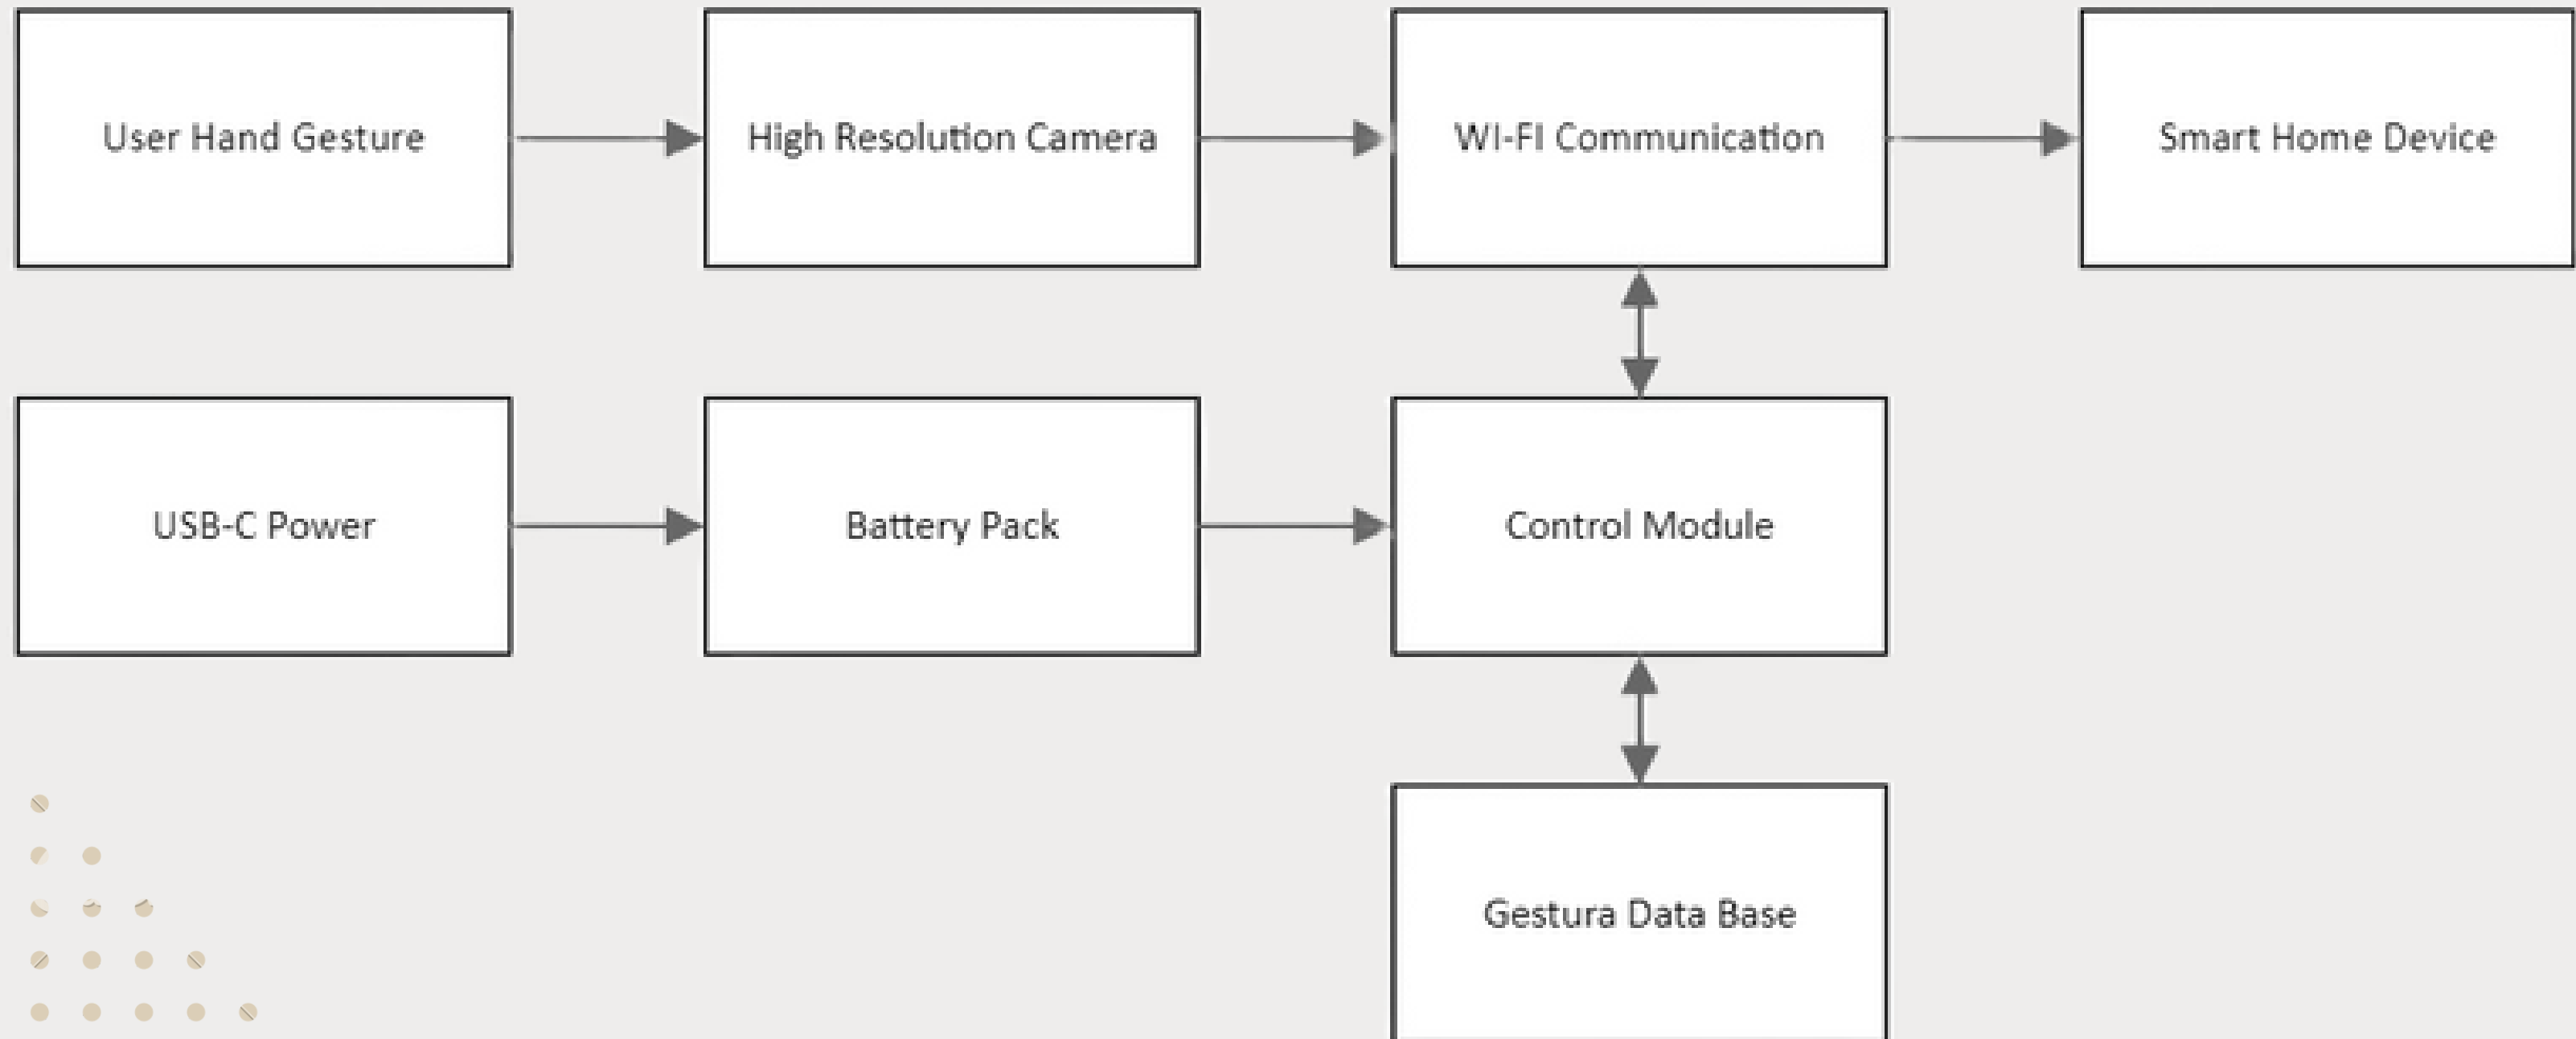 User Hand Gesture
High Resolution Camera
WI-FI Communication
Smart Home Device
USB-C Power
Battery Pack
Control Module
Gestura Data Base